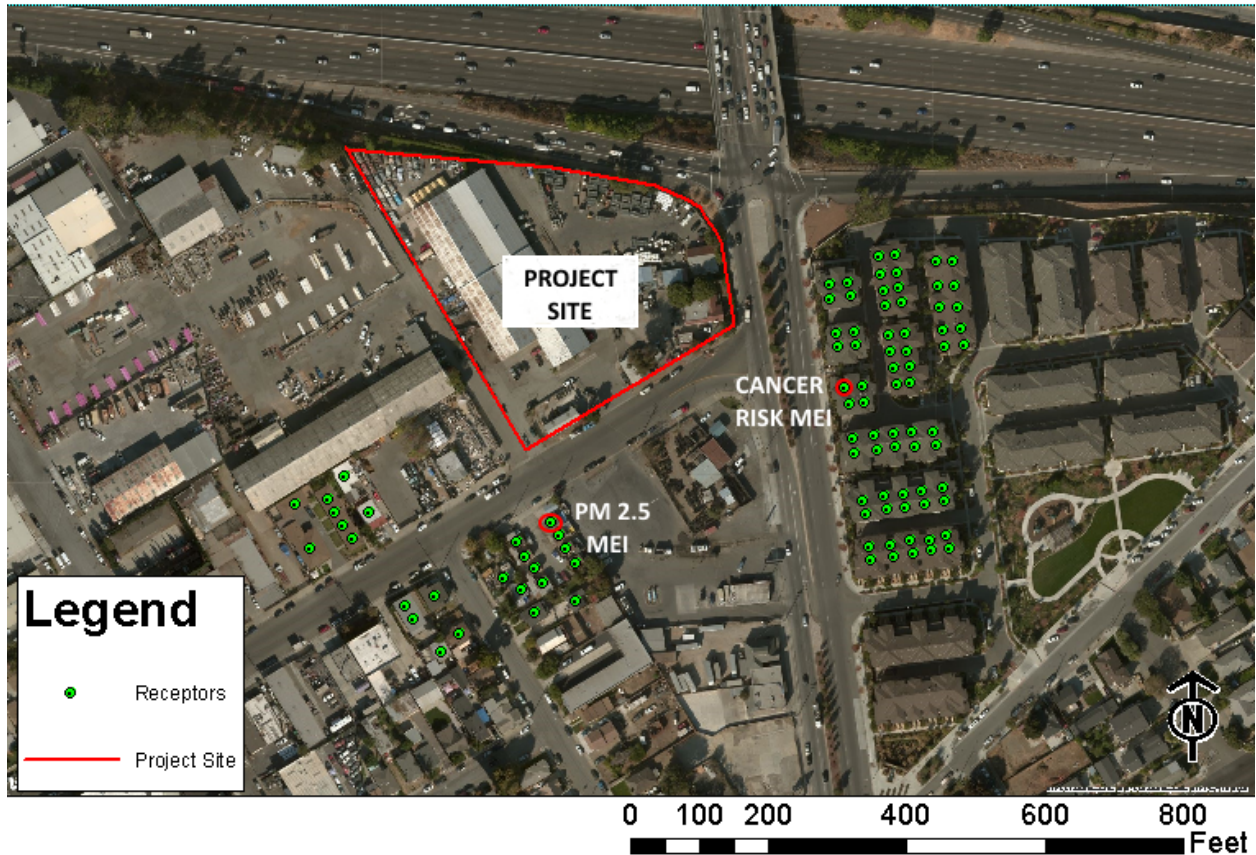 PROJECT
SITE
CANCER
RISK MEI
PM 2.5
MEI
Legend
Receptors
Project Site
N
0 100 200 400 600 800
Feet